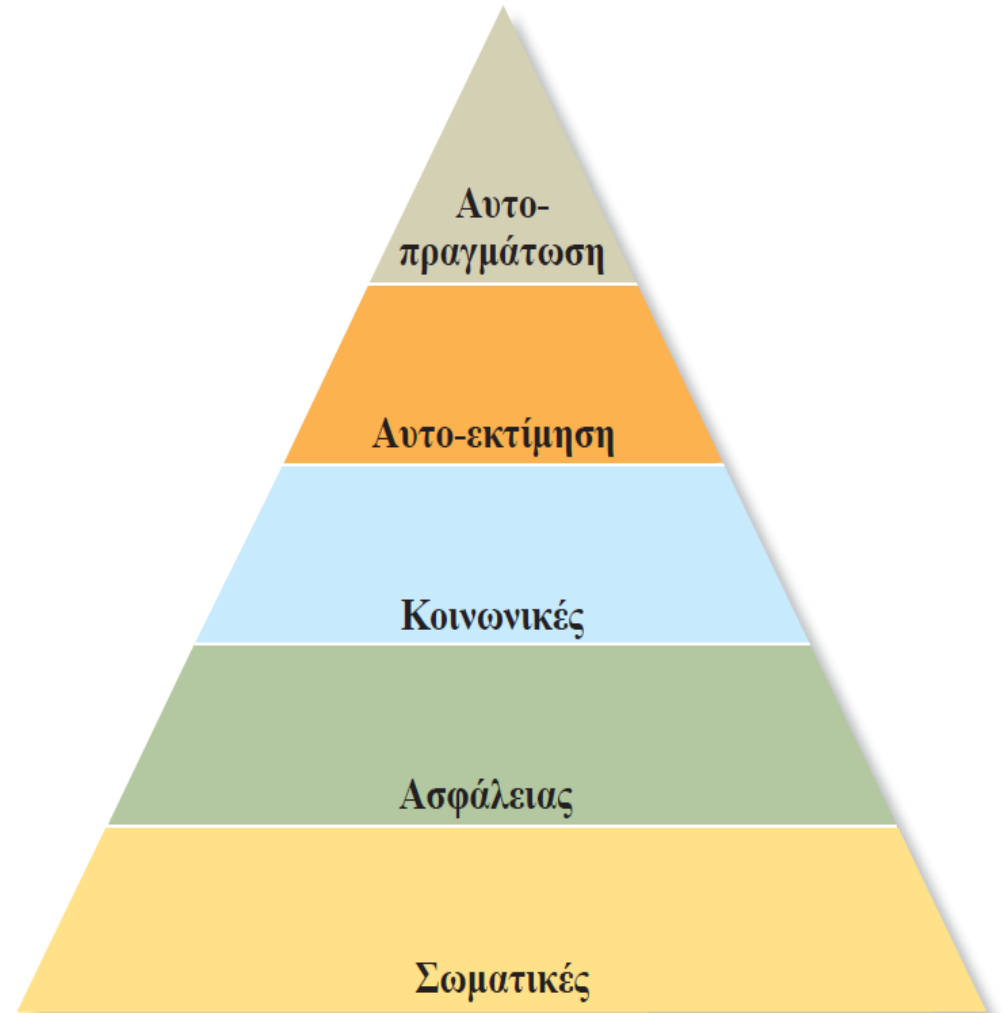 Αυτο-
πραγμάτωση
Αυτο-εκτίμηση
Κοινωνικές
Ασφάλειας
Σωματικές